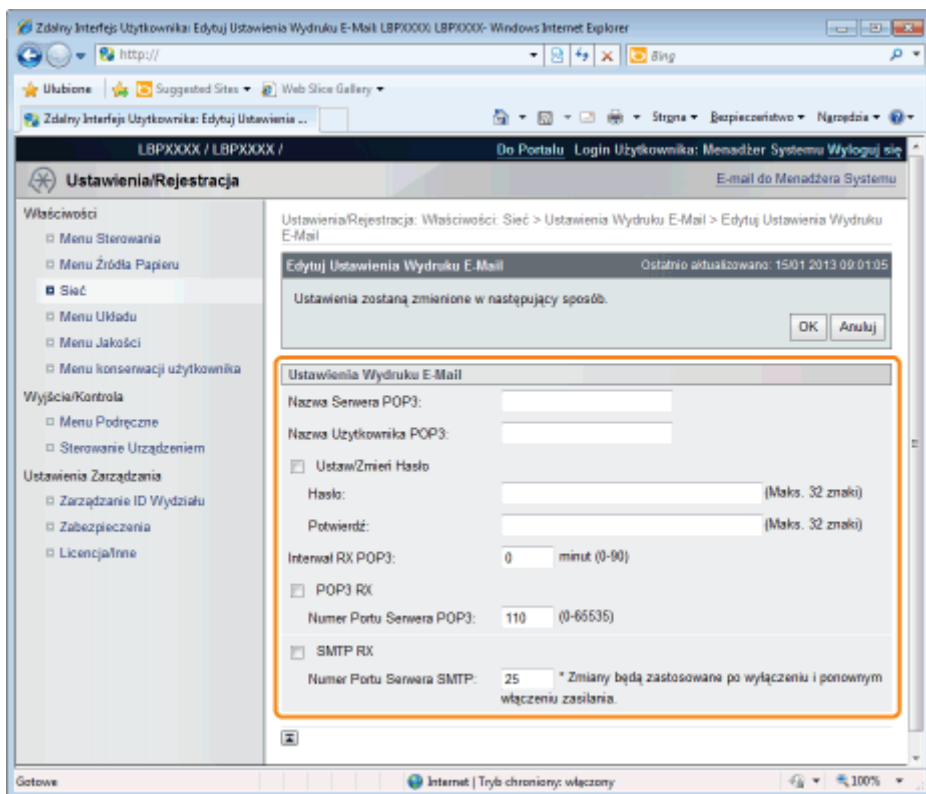 Zdalny Interfejs Użytkownika: Edytuj Ustawienia Wydruku E-Mail: LBPXXXX: LBPXXXX- Windows Internet Explorer
http://
Bing
Ulubione
Suggested Sites
Web Slice Gallery
Zdalny Interfejs Użytkownika: Edytuj Ustawienia ...
Strona
Bezpieczeństwo
Narzędzia
LBPXXXX / LBPXXXX /
Do Portalu Login Użytkownika: Menadżer Systemu Wyloguj się
Ustawienia/Rejestracja
E-mail do Menadżera Systemu
Właściwości
Menu Sterowania
Menu Źródła Papieru
Sieć
Menu Układu
Menu Jakości
Menu konserwacji użytkownika
Wyjście/Kontrola
Menu Podręczne
Sterowanie Urządzeniem
Ustawienia Zarządzania
Zarządzanie ID Wydziału
Zabezpieczenia
Licencja/Inne
Ustawienia/Rejestracja: Właściwości: Sieć > Ustawienia Wydruku E-Mail > Edytuj Ustawienia Wydruku
E-Mail
Edytuj Ustawienia Wydruku E-Mail
Ostatnio aktualizowano: 15/01 2013 09:01:05
Ustawienia zostaną zmienione w następujący sposób.
OK
Anuluj
Ustawienia Wydruku E-Mail
Nazwa Serwera POP3:
Nazwa Użytkownika POP3:
Ustaw/Zmień Hasło
Hasło:
(Maks. 32 znaki)
Potwierdź:
(Maks. 32 znaki)
Interwał RX POP3:
0
minut (0-90)
POP3 RX
Numer Portu Serwera POP3:
110
(0-65535)
SMTP RX
Numer Portu Serwera SMTP:
25
* Zmiany będą zastosowane po wyłączeniu i ponownym
włączeniu zasilania.
Gotowe
Internet | Tryb chroniony: włączony
100%